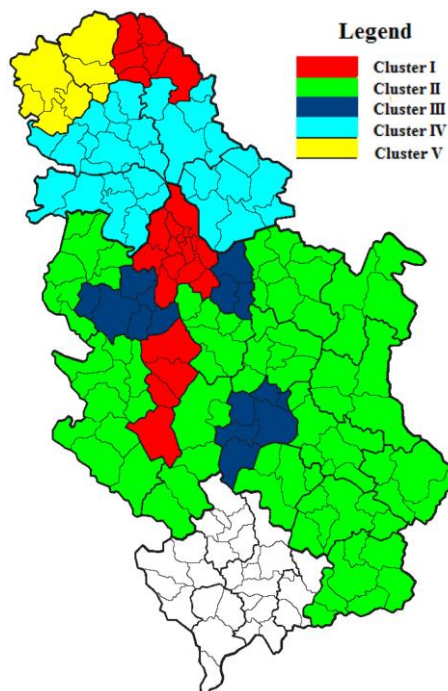 Legend
Cluster I
Cluster II
Cluster III
Cluster IV
Cluster V